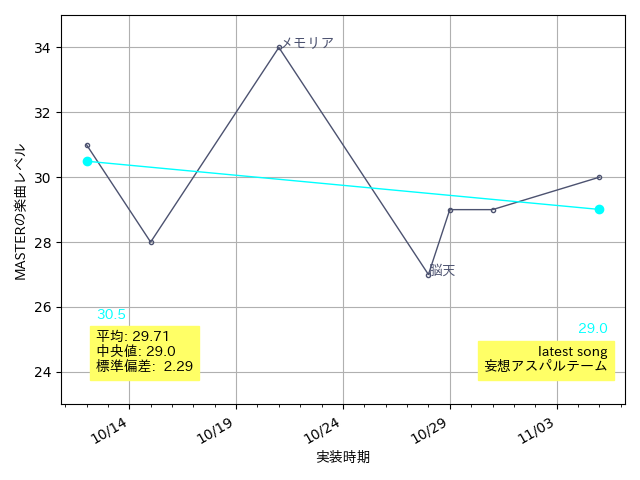 34
メモリア
32
30
28
脳天
26
24
MASTERの楽曲レベル
30.5
平均: 29.71
中央値: 29.0
標準偏差: 2.29
29.0
latest song
妄想アスパルテーム
10/14
10/19
10/24
10/29
11/03
実装時期